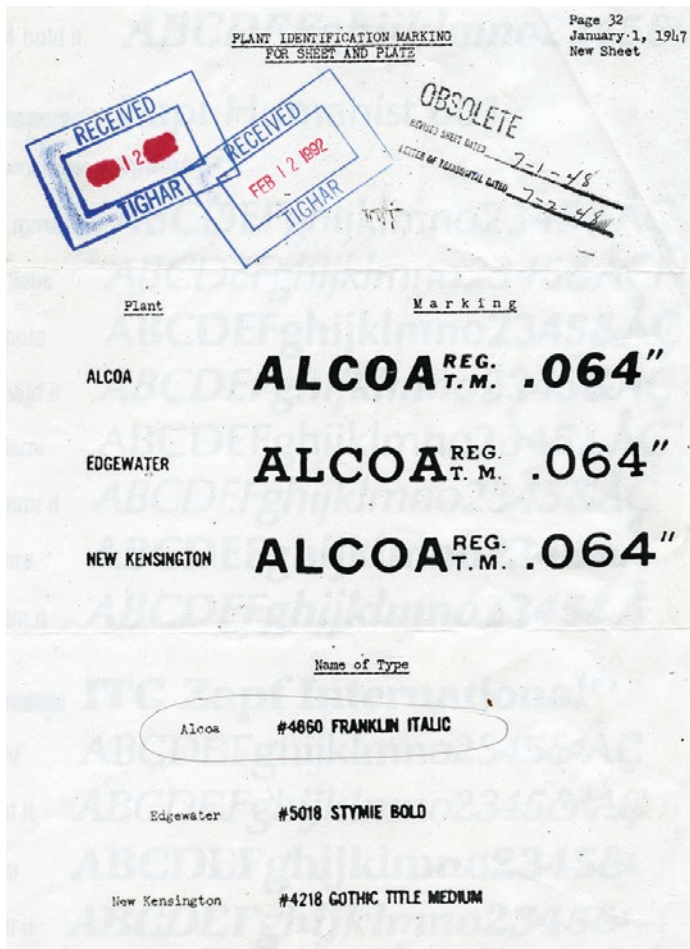 Page 32
January 1, 1947
New Sheet
PLANT IDENTIFICATION MARKING
FOR SHEET AND PLATE
RECEIVED
12
TIGHAR
RECEIVED
FEB 12 1992
TIGHAR
OBSOLETE
REVISED SHEET DATED 7-1-48
LETTER OF TRANSMITTAL DATED 7-2-48
Plant Marking
ALCOA ALCOA REG. T.M. .064"
EDGEWATER ALCOA REG. T.M. .064"
NEW KENSINGTON ALCOA REG. T.M. .064"
Name of Type
Alcoa #4660 FRANKLIN ITALIC
Edgewater #5018 STYMIE BOLD
New Kensington #4218 GOTHIC TITLE MEDIUM